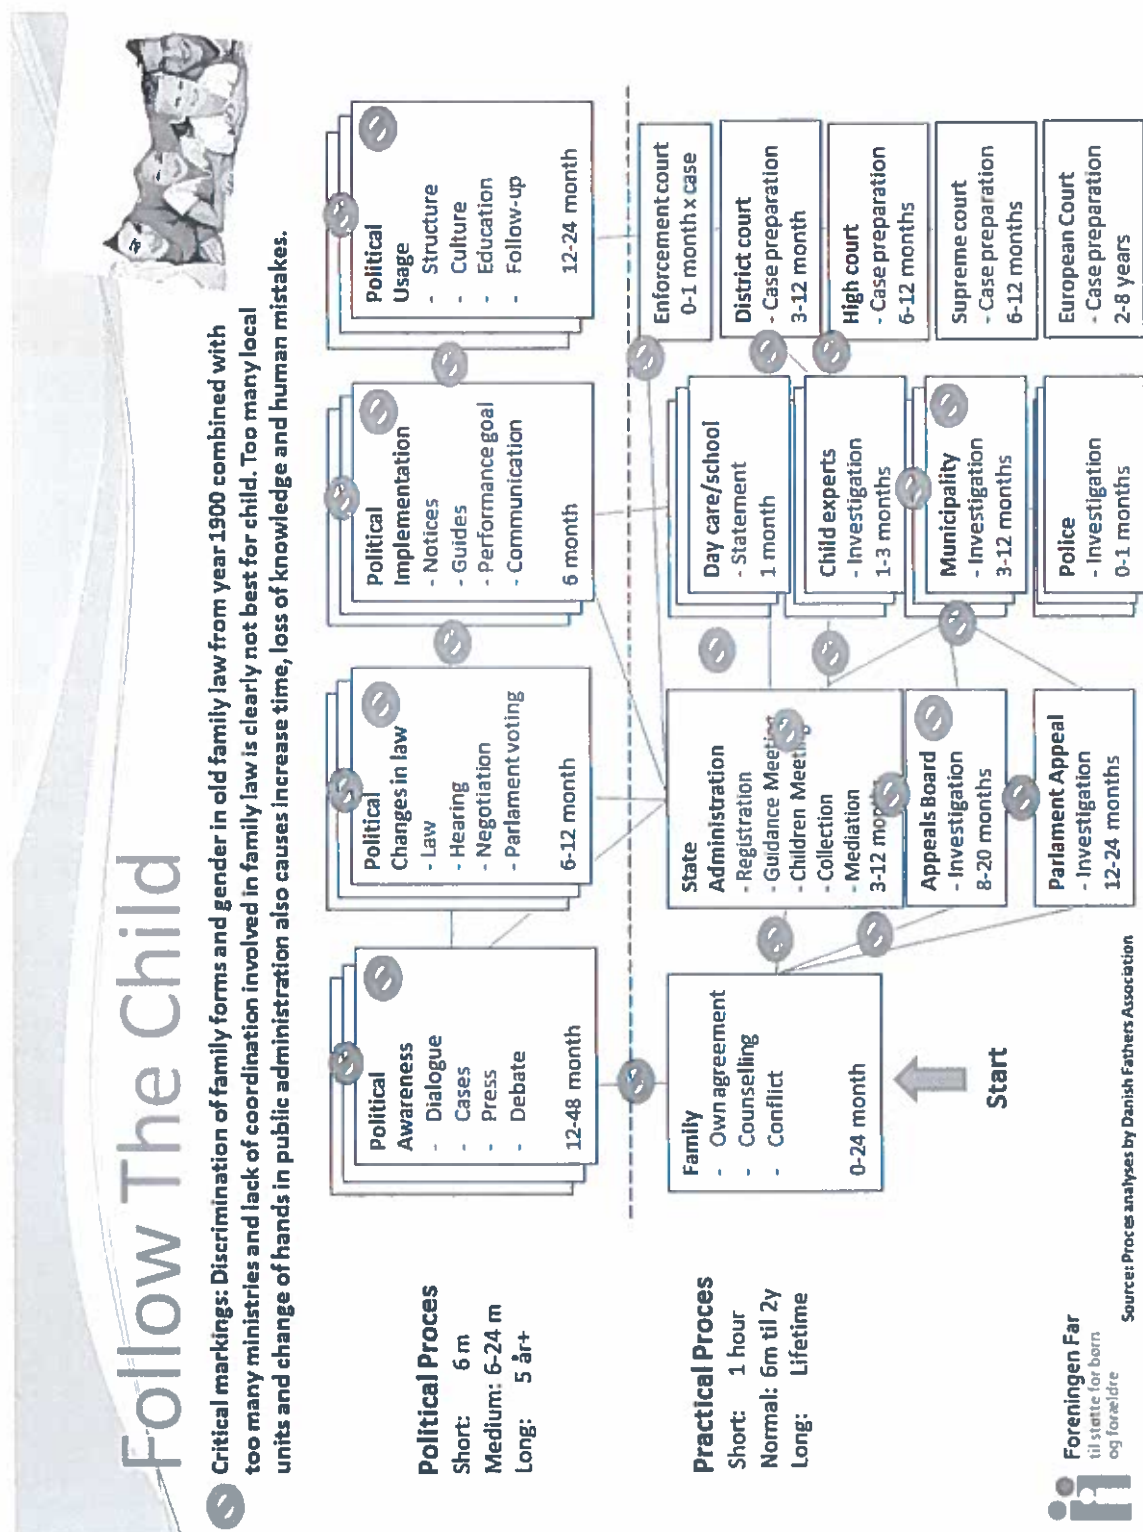 Follow The Child
Critical markings: Discrimination of family forms and gender in old family law from year 1900 combined with
too many ministries and lack of coordination involved in family law is clearly not best for child. Too many local
units and change of hands in public administration also causes increase time, loss of knowledge and human mistakes.
Political Proces
Short: 6 m
Medium: 6-24 m
Long: 5 år+
Political
Awareness
- Dialogue
- Cases
- Press
- Debate
12-48 month
Political
Changes in law
- Law
- Hearing
- Negotiation
- Parlament voting
6-12 month
Political
Implementation
- Notices
- Guides
- Performance goal
- Communication
6 month
Political
Usage
- Structure
- Culture
- Education
- Follow-up
12-24 month
Practical Proces
Short: 1 hour
Normal: 6m til 2y
Long: Lifetime
Family
- Own agreement
- Counselling
- Conflict
0-24 month
Start
State
Administration
- Registration
- Guidance Meeting
- Children Meeting
- Collection
- Mediation
3-12
Appeals Board
- Investigation
8-20 months
Parlament Appeal
- Investigation
12-24 months
Day care/school
- Statement
1 month
Child experts
- Investigation
1-3 months
Municipality
- Investigation
3-12 months
Police
- Investigation
0-1 months
Enforcement court
0-1 month x case
District court
- Case preparation
3-12 month
High court
- Case preparation
6-12 months
Supreme court
- Case preparation
6-12 months
European Court
- Case preparation
2-8 years
Foreningen Far
til støtte for børn
og forældre
Source: Proces analyses by Danish Fathers Association